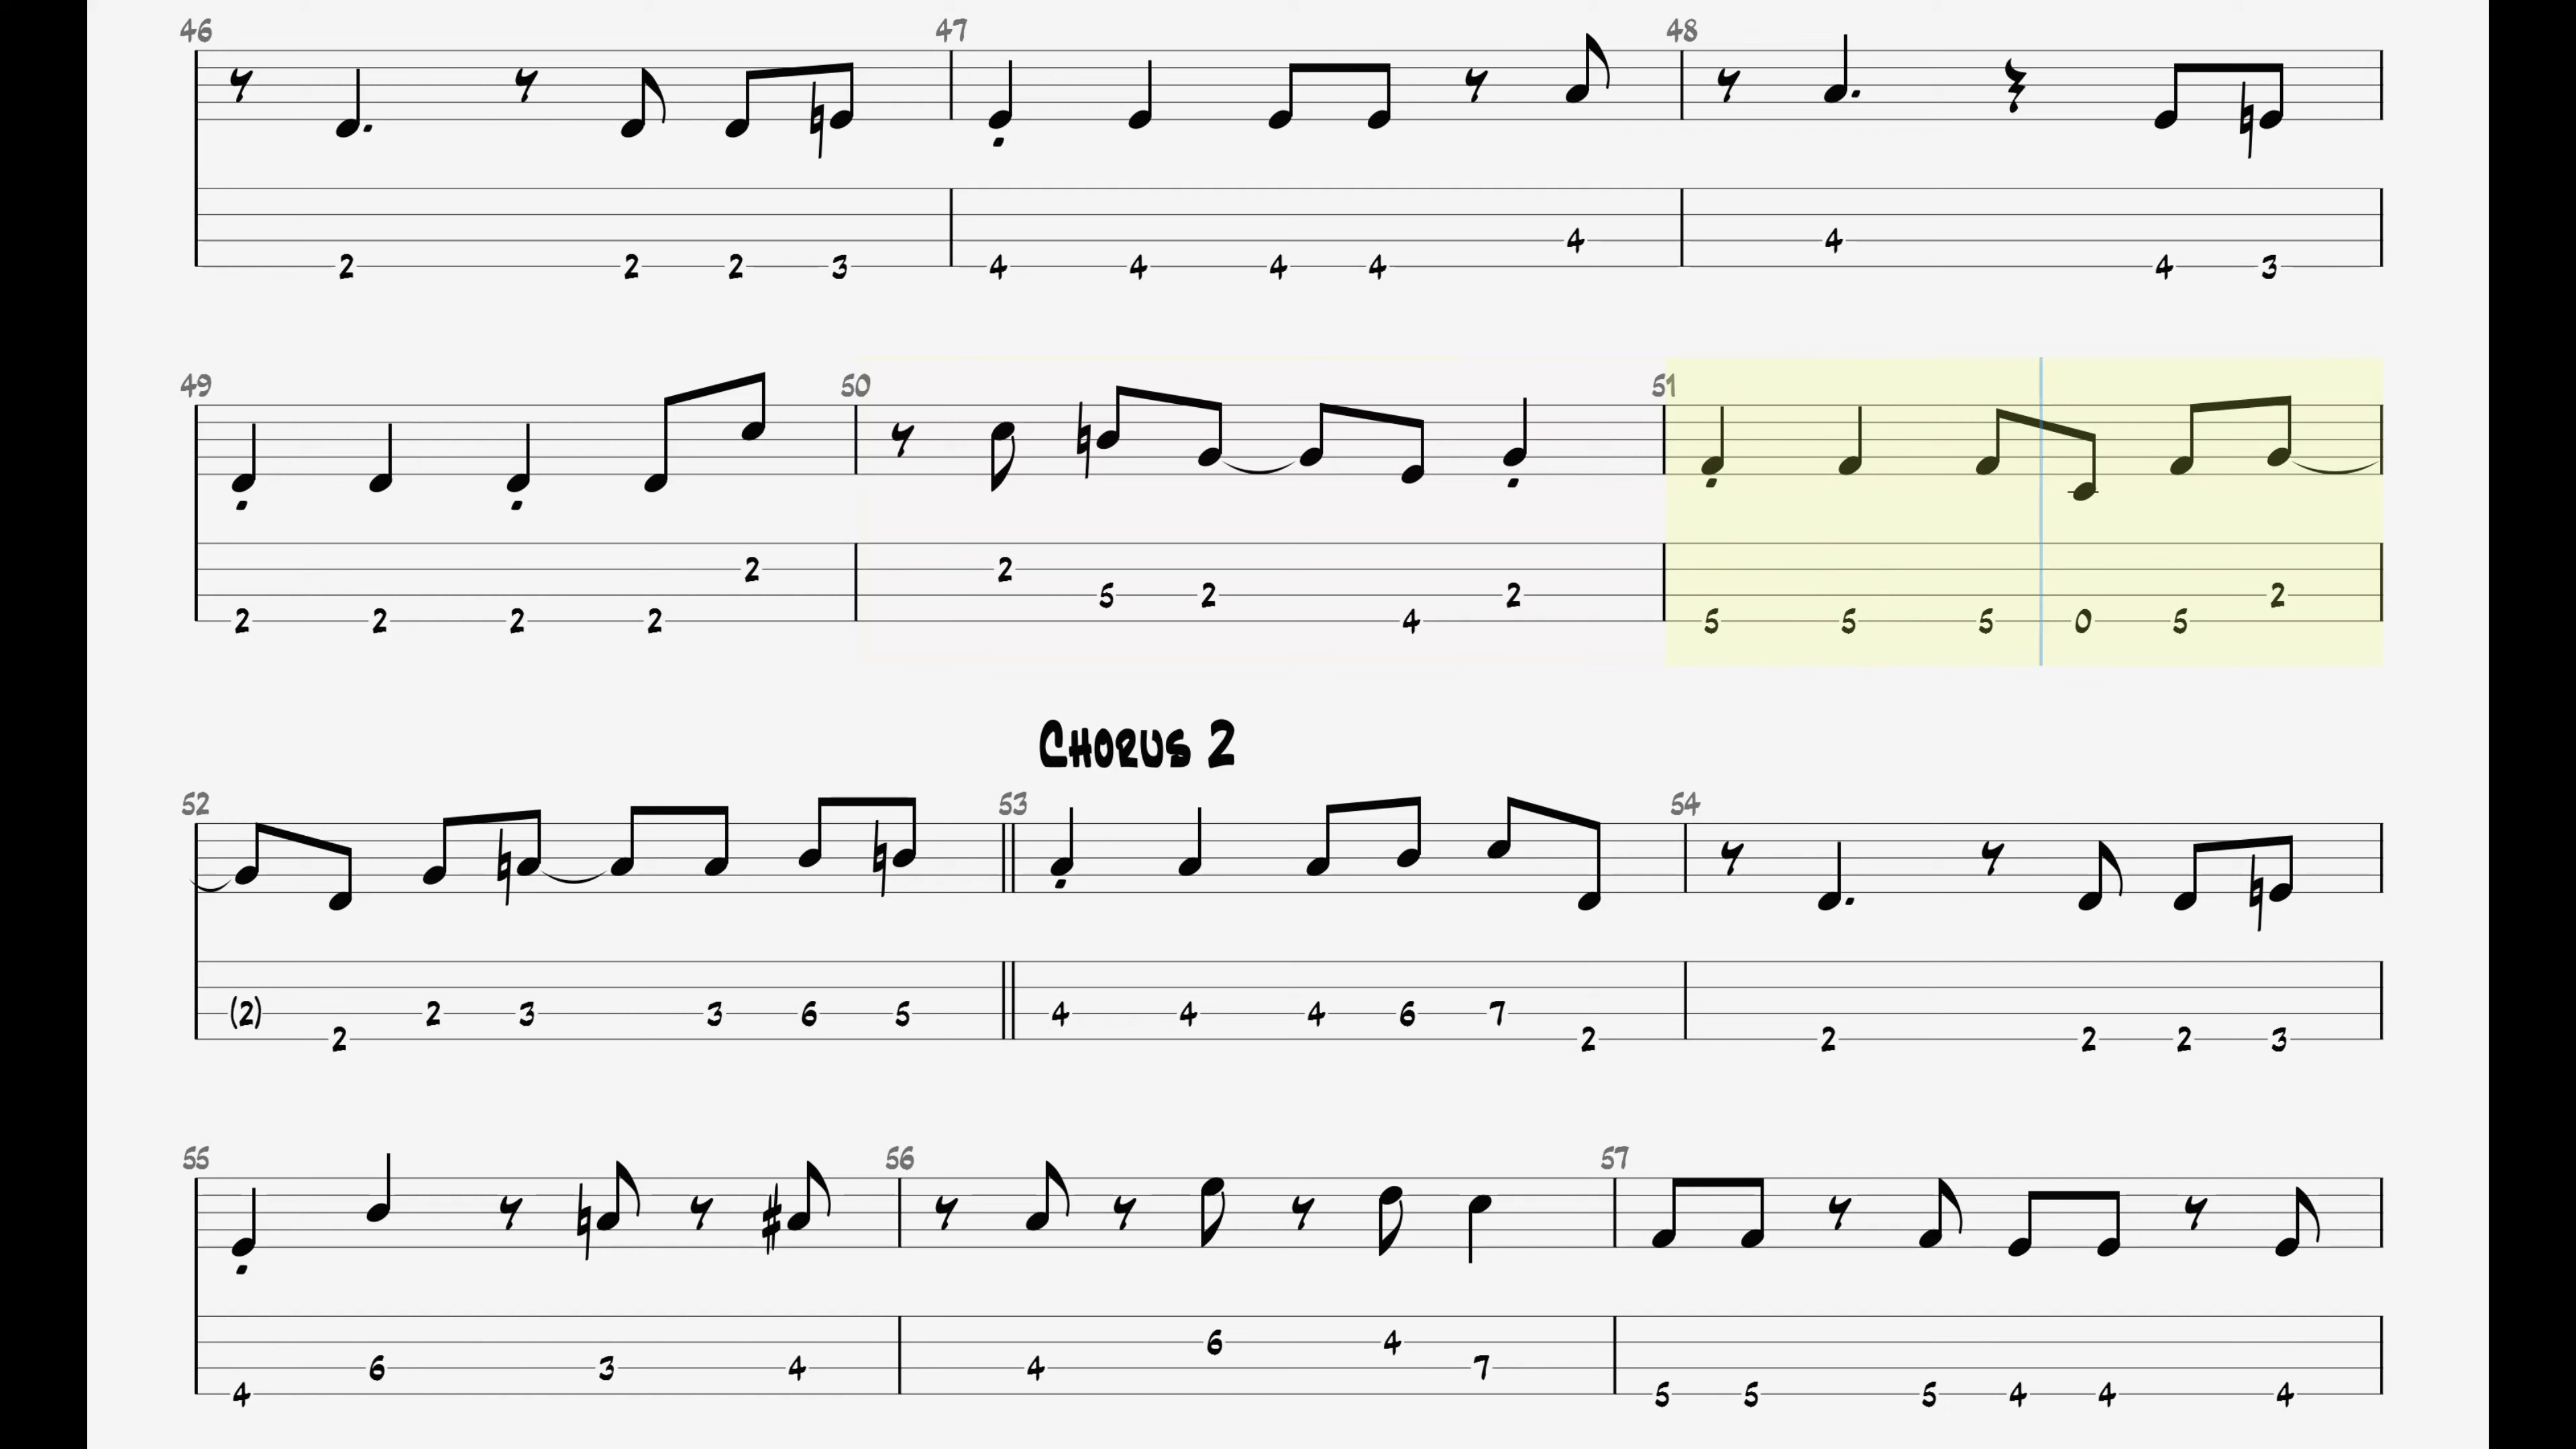 46 47 48
4 4
2 2 2 3 4 4 4 4 4 3
49 50 51
2 2
5 2 2 2
2 2 2 2 4 5 5 5 0 5
Chorus 2
52 53 54
(2) 2 3 3 6 5 4 4 4 6 7
2 2 2 2 2 3
55 56 57
6 4
6 3 4 4 7
4 5 5 5 4 4 4